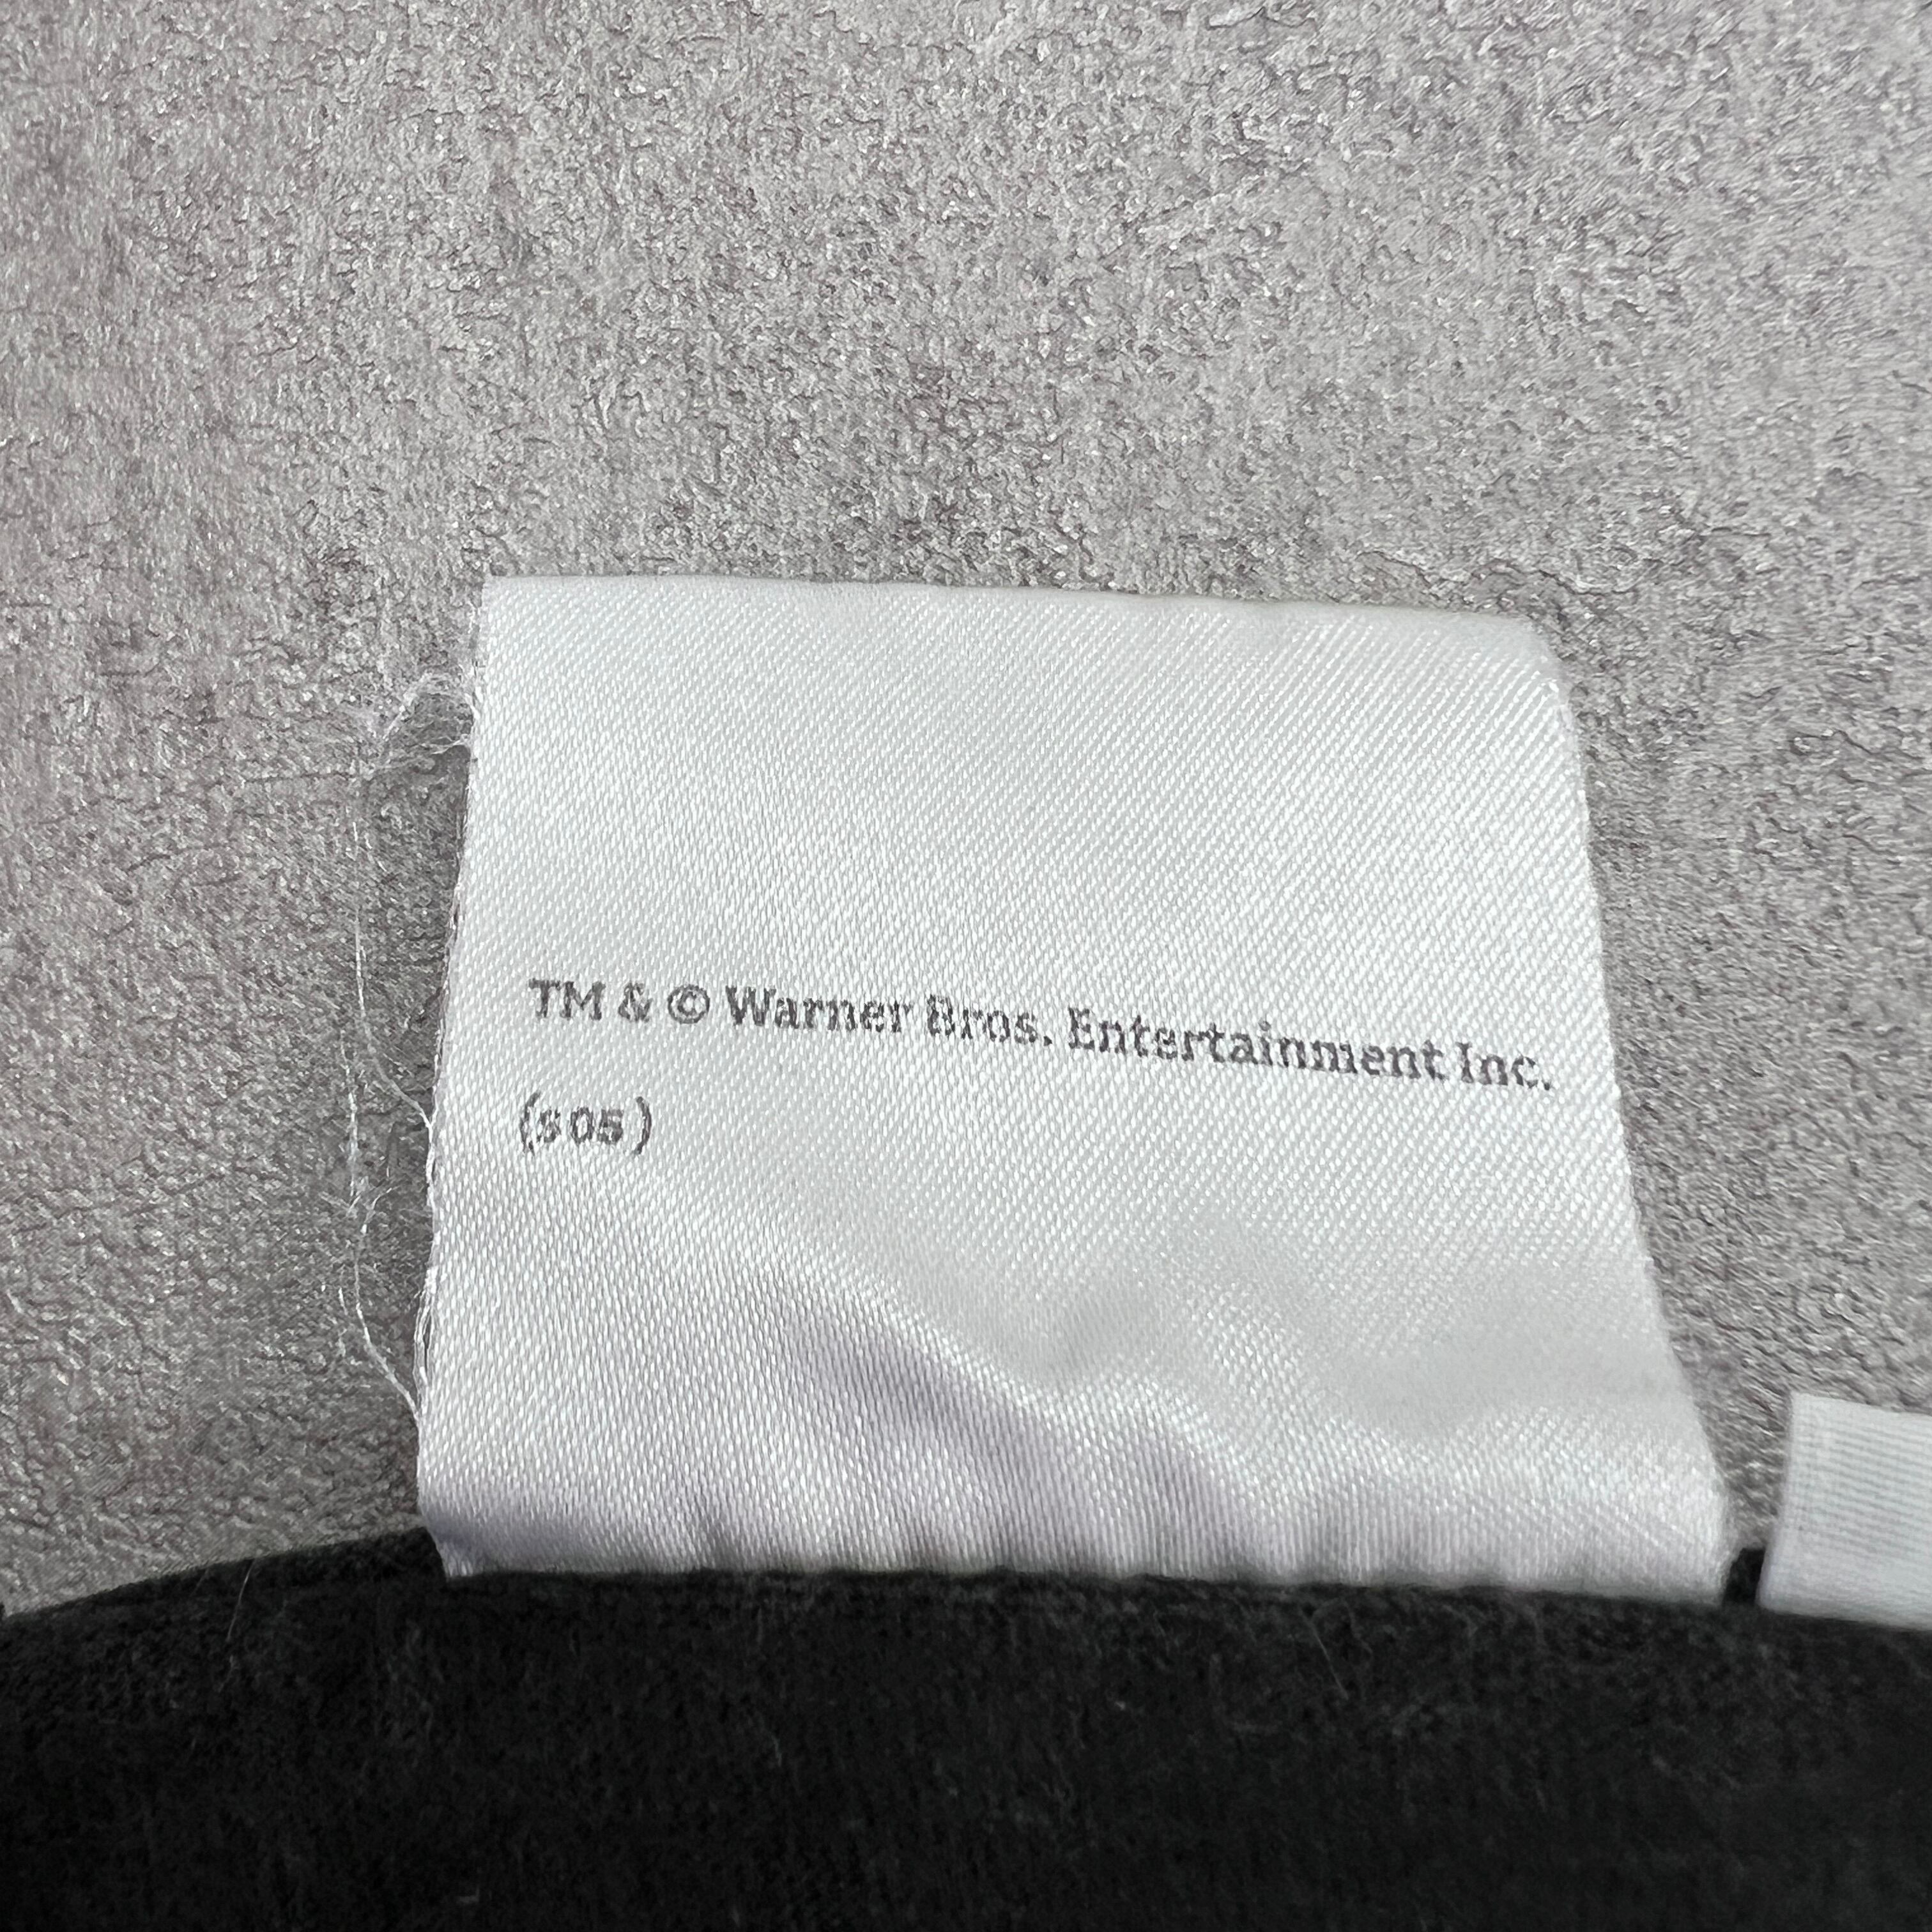 TM & © Warner Bros. Entertainment Inc.
(s05)